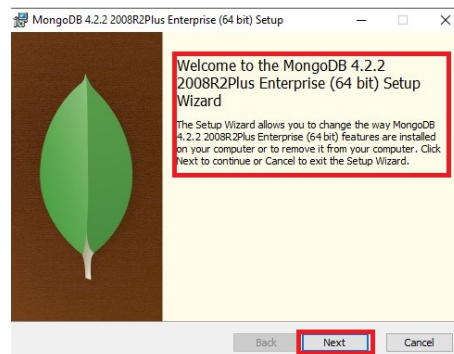 MongoDB 4.2.2 2008R2Plus Enterprise (64 bit) Setup
Welcome to the MongoDB 4.2.2
2008R2Plus Enterprise (64 bit) Setup
Wizard
The Setup Wizard allows you to change the way MongoDB
4.2.2 2008R2Plus Enterprise (64 bit) features are installed
on your computer or to remove it from your computer. Click
Next to continue or Cancel to exit the Setup Wizard.
Back Next Cancel